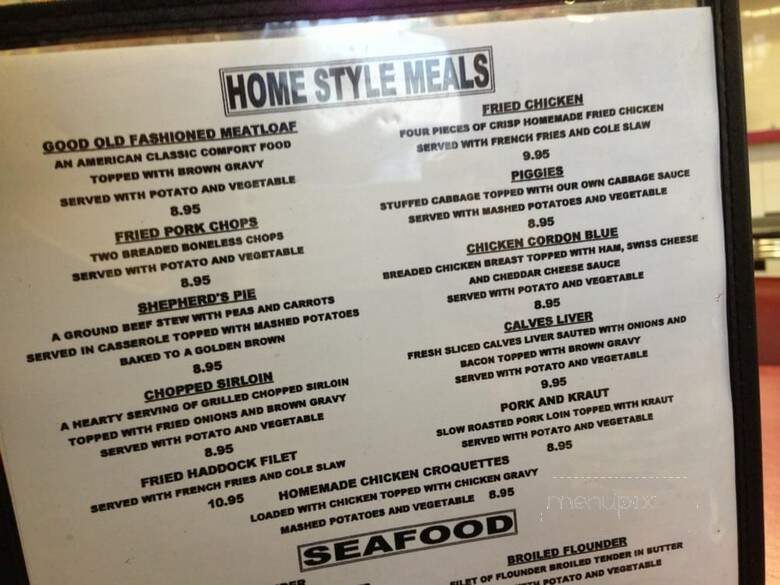 HOME STYLE MEALS
GOOD OLD FASHIONED MEATLOAF
AN AMERICAN CLASSIC COMFORT FOOD
TOPPED WITH BROWN GRAVY
SERVED WITH POTATO AND VEGETABLE
8.95
FRIED PORK CHOPS
TWO BREADED BONELESS CHOPS
SERVED WITH POTATO AND VEGETABLE
8.95
SHEPHERD'S PIE
A GROUND BEEF STEW WITH PEAS AND CARROTS
SERVED IN CASSEROLE TOPPED WITH MASHED POTATOES
BAKED TO A GOLDEN BROWN
8.95
CHOPPED SIRLOIN
A HEARTY SERVING OF GRILLED CHOPPED SIRLOIN
TOPPED WITH FRIED ONIONS AND BROWN GRAVY
SERVED WITH POTATO AND VEGETABLE
8.95
FRIED HADDOCK FILET
SERVED WITH FRENCH FRIES AND COLE SLAW
10.95
FRIED CHICKEN
FOUR PIECES OF CRISP HOMEMADE FRIED CHICKEN
SERVED WITH FRENCH FRIES AND COLE SLAW
9.95
PIGGIES
STUFFED CABBAGE TOPPED WITH OUR OWN CABBAGE SAUCE
SERVED WITH MASHED POTATOES AND VEGETABLE
8.95
CHICKEN CORDON BLUE
BREADED CHICKEN BREAST TOPPED WITH HAM, SWISS CHEESE
AND CHEDDAR CHEESE SAUCE
SERVED WITH POTATO AND VEGETABLE
8.95
CALVES LIVER
FRESH SLICED CALVES LIVER SAUTED WITH ONIONS AND
BACON TOPPED WITH BROWN GRAVY
SERVED WITH POTATO AND VEGETABLE
9.95
PORK AND KRAUT
SLOW ROASTED PORK LOIN TOPPED WITH KRAUT
SERVED WITH POTATO AND VEGETABLE
8.95
HOMEMADE CHICKEN CROQUETTES
LOADED WITH CHICKEN TOPPED WITH CHICKEN GRAVY
MASHED POTATOES AND VEGETABLE 8.95
SEAFOOD
BROILED FLOUNDER
FILET OF FLOUNDER BROILED TENDER IN BUTTER
WITH POTATO AND VEGETABLE
menupix